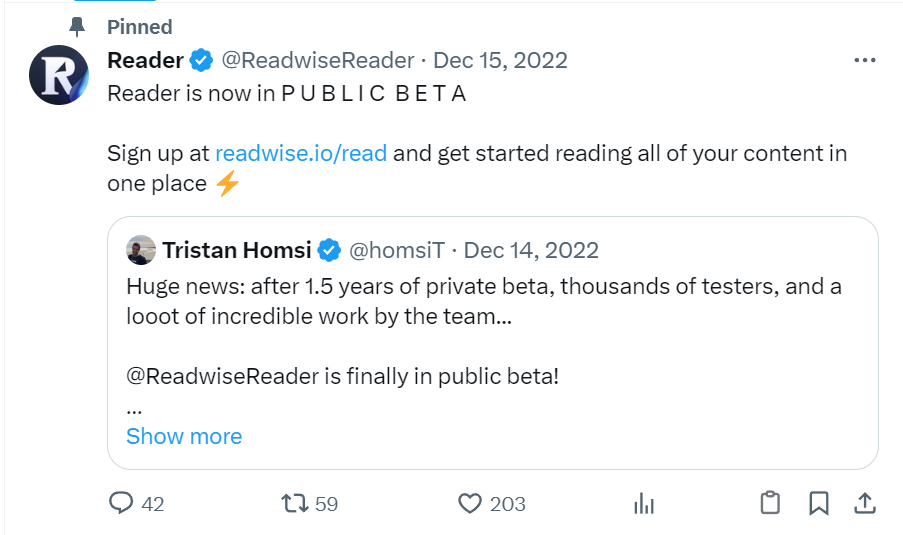 Pinned
Reader @ReadwiseReader · Dec 15, 2022
Reader is now in P U B L I C  B E T A
Sign up at readwise.io/read and get started reading all of your content in
one place ⚡
Tristan Homsi @homsiT · Dec 14, 2022
Huge news: after 1.5 years of private beta, thousands of testers, and a
looot of incredible work by the team...
@ReadwiseReader is finally in public beta!
...
Show more
42 59 203